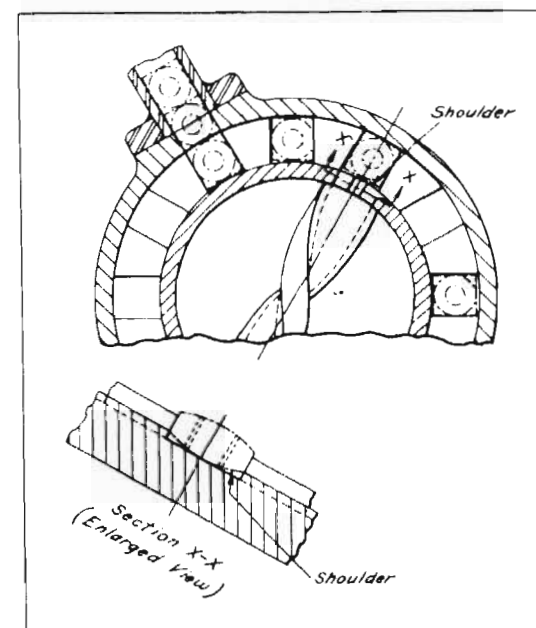 Shoulder
X
X
Section X-X
(Enlarged View)
Shoulder